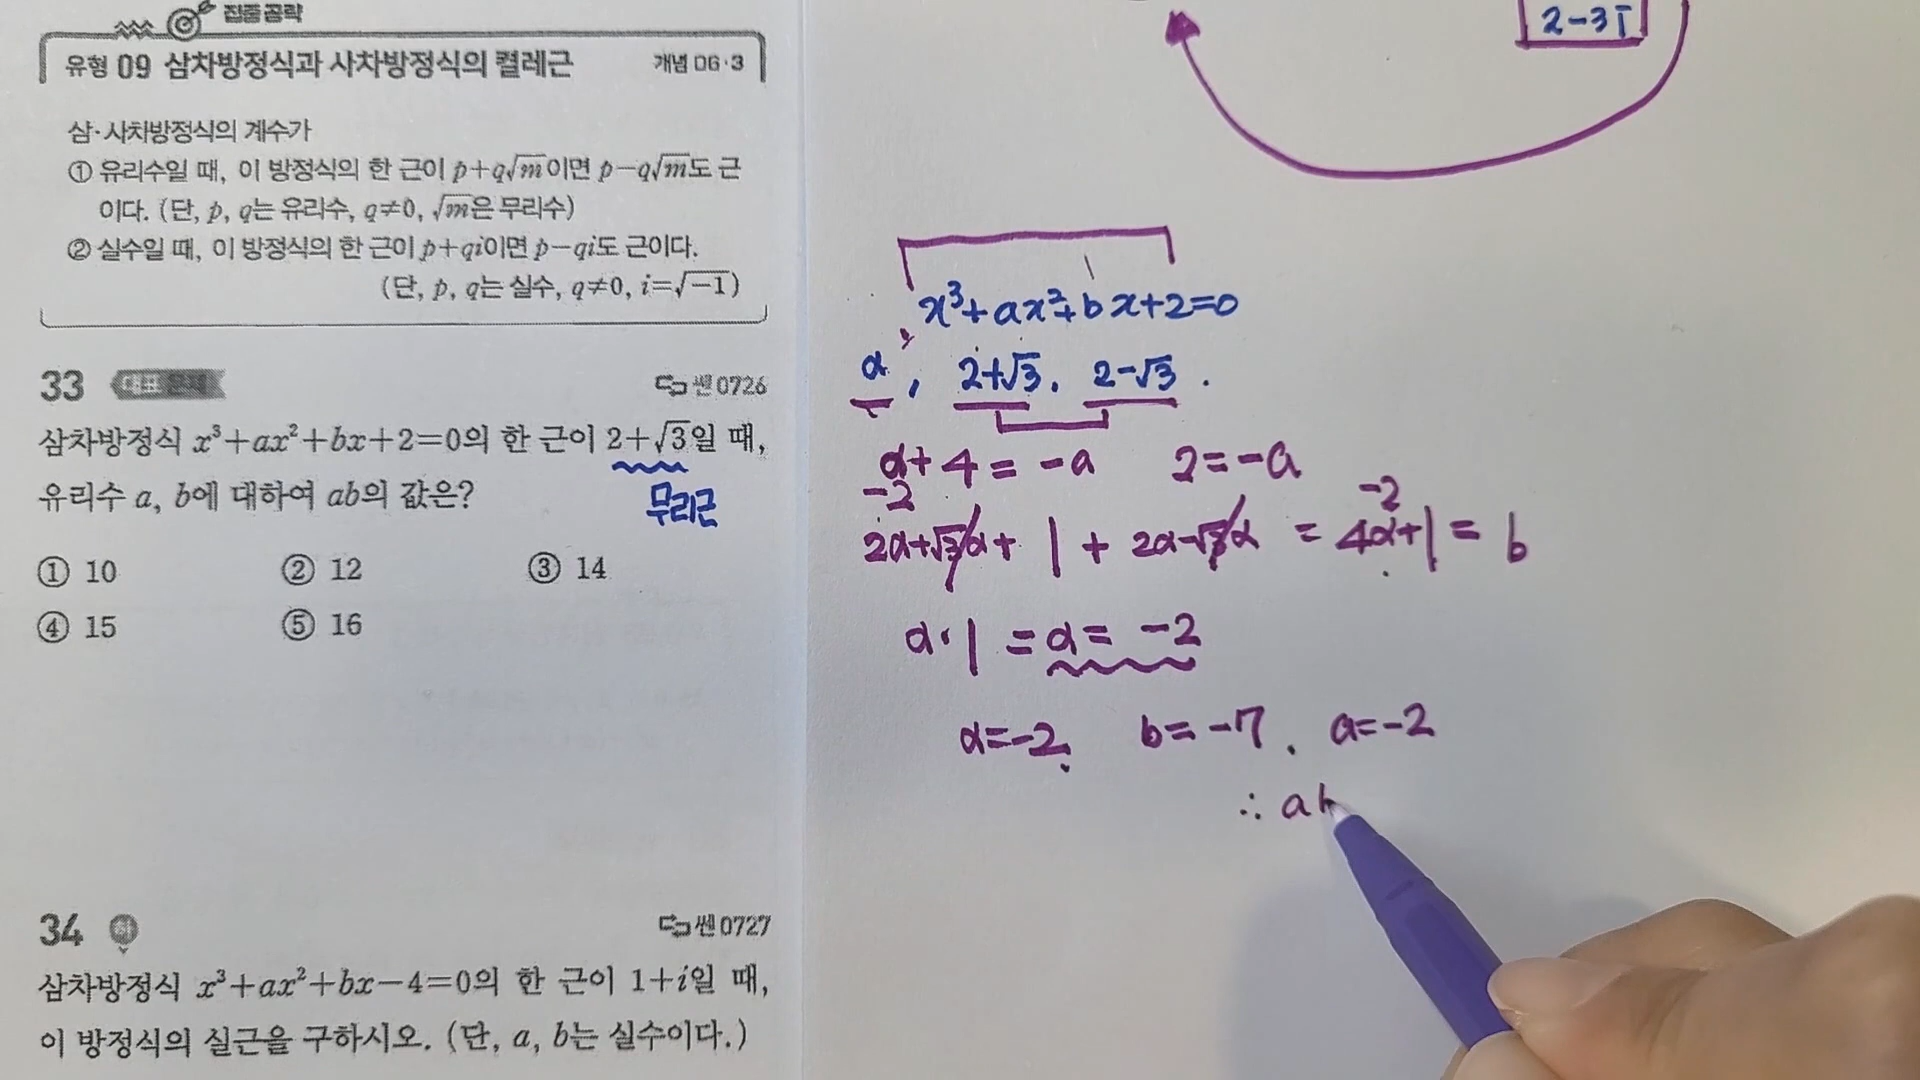 집중공략
유형 09 삼차방정식과 사차방정식의 켤레근 개념 06·3
삼·사차방정식의 계수가
① 유리수일 때, 이 방정식의 한 근이 p+q√m이면 p−q√m도 근
이다. (단, p, q는 유리수, q≠0, √m은 무리수)
② 실수일 때, 이 방정식의 한 근이 p+qi이면 p−qi도 근이다.
(단, p, q는 실수, q≠0, i=√−1)
33 대표 문제 쎈 0726
삼차방정식 x³+ax²+bx+2=0의 한 근이 2+√3일 때,
유리수 a, b에 대하여 ab의 값은?
무리근
① 10 ② 12 ③ 14
④ 15 ⑤ 16
34 쎈 0727
삼차방정식 x³+ax²+bx−4=0의 한 근이 1+i일 때,
이 방정식의 실근을 구하시오. (단, a, b는 실수이다.)
2−3i
x³+ax²+bx+2=0
α, 2+√3, 2−√3.
α+4=−a 2=−a
−2 −2
2α+√3α+1+2α−√3α=4α+1=b
α·1=α=−2
α=−2, b=−7, a=−2
∴ ab